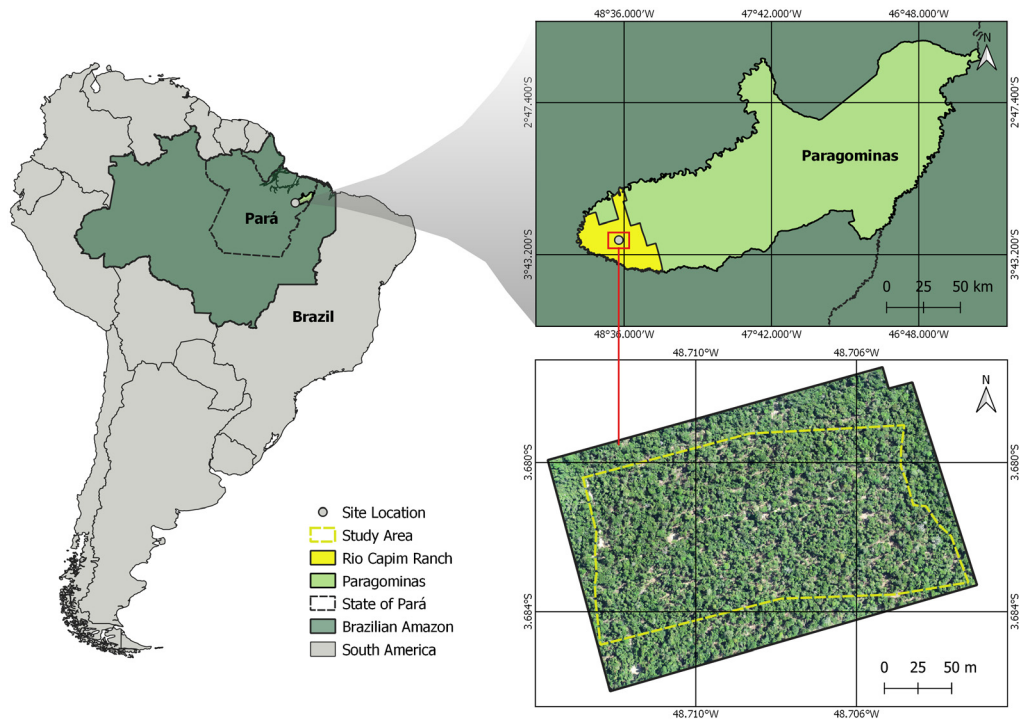 Pará
Brazil
Site Location
Study Area
Rio Capim Ranch
Paragominas
State of Pará
Brazilian Amazon
South America
48°36.000'W 47°42.000'W 46°48.000'W
N
2°47.400'S 2°47.400'S
Paragominas
3°43.200'S 3°43.200'S
0 25 50 km
48°36.000'W 47°42.000'W 46°48.000'W
48.710°W 48.706°W
N
3.680°S 3.680°S
3.684°S 3.684°S
0 25 50 m
48.710°W 48.706°W